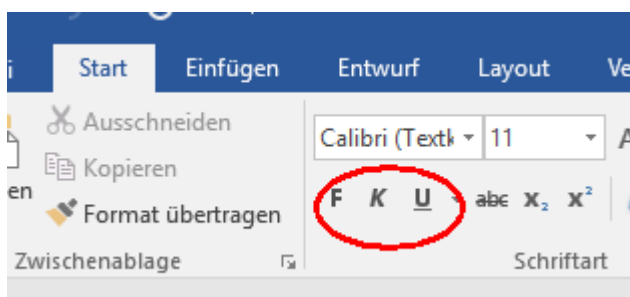 Start Einfügen Entwurf Layout
Ausschneiden
Calibri (Textk 11
Kopieren
F K U abc X₂ X²
Format übertragen
Zwischenablage Schriftart